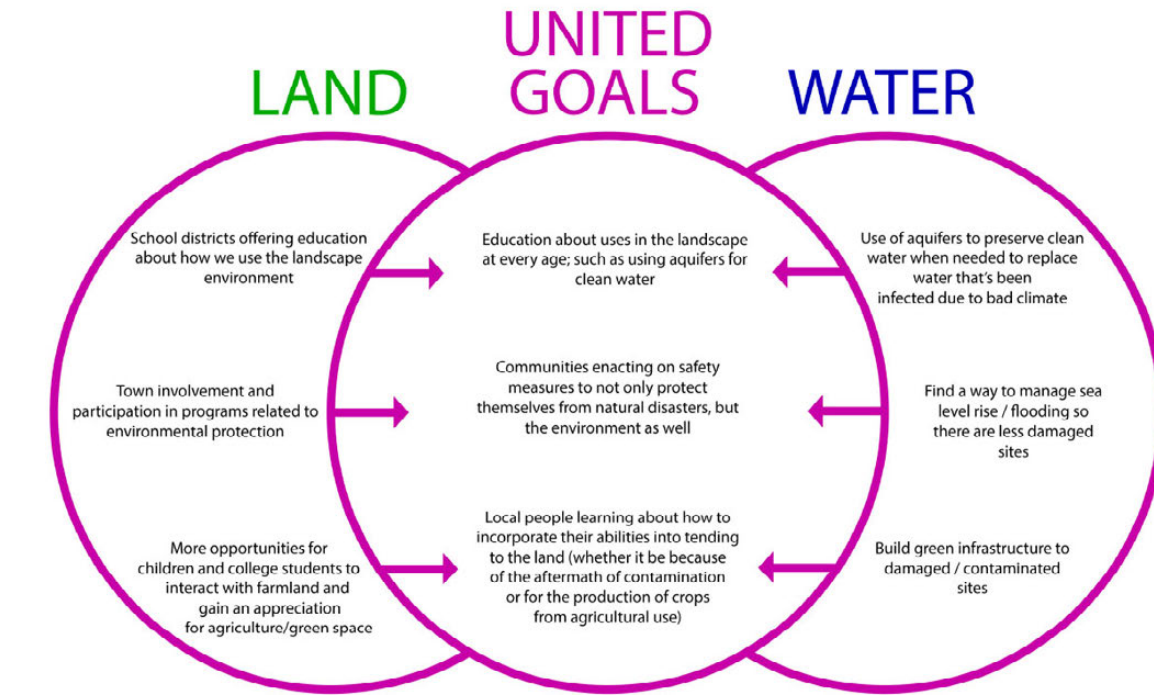 LAND
UNITED
GOALS
WATER
School districts offering education
about how we use the landscape
environment
Education about uses in the landscape
at every age; such as using aquifers for
clean water
Use of aquifers to preserve clean
water when needed to replace
water that's been
infected due to bad climate
Town involvement and
participation in programs related to
environmental protection
Communities enacting on safety
measures to not only protect
themselves from natural disasters, but
the environment as well
Find a way to manage sea
level rise / flooding so
there are less damaged
sites
More opportunities for
children and college students to
interact with farmland and
gain an appreciation
for agriculture/green space
Local people learning about how to
incorporate their abilities into tending
to the land (whether it be because
of the aftermath of contamination
or for the production of crops
from agricultural use)
Build green infrastructure to
damaged / contaminated
sites